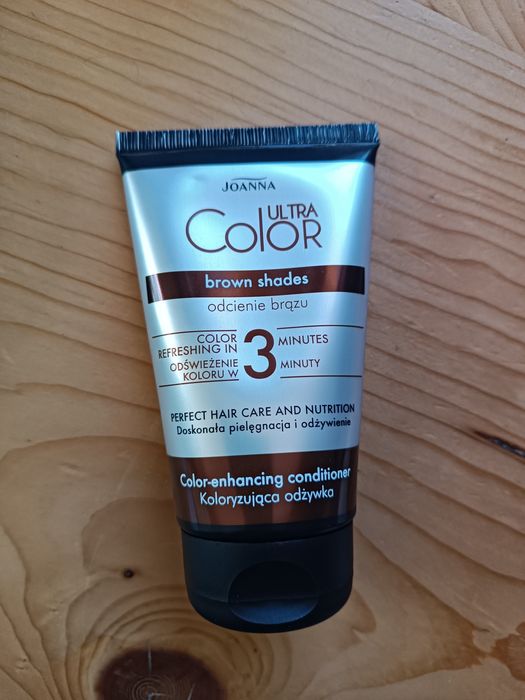 JOANNA
ULTRA
COLOR
brown shades
odcienie brązu
COLOR
REFRESHING IN
ODŚWIEŻENIE
KOLORU W
3
MINUTES
MINUTY
PERFECT HAIR CARE AND NUTRITION
Doskonała pielęgnacja i odżywienie
Color-enhancing conditioner
Koloryzująca odżywka